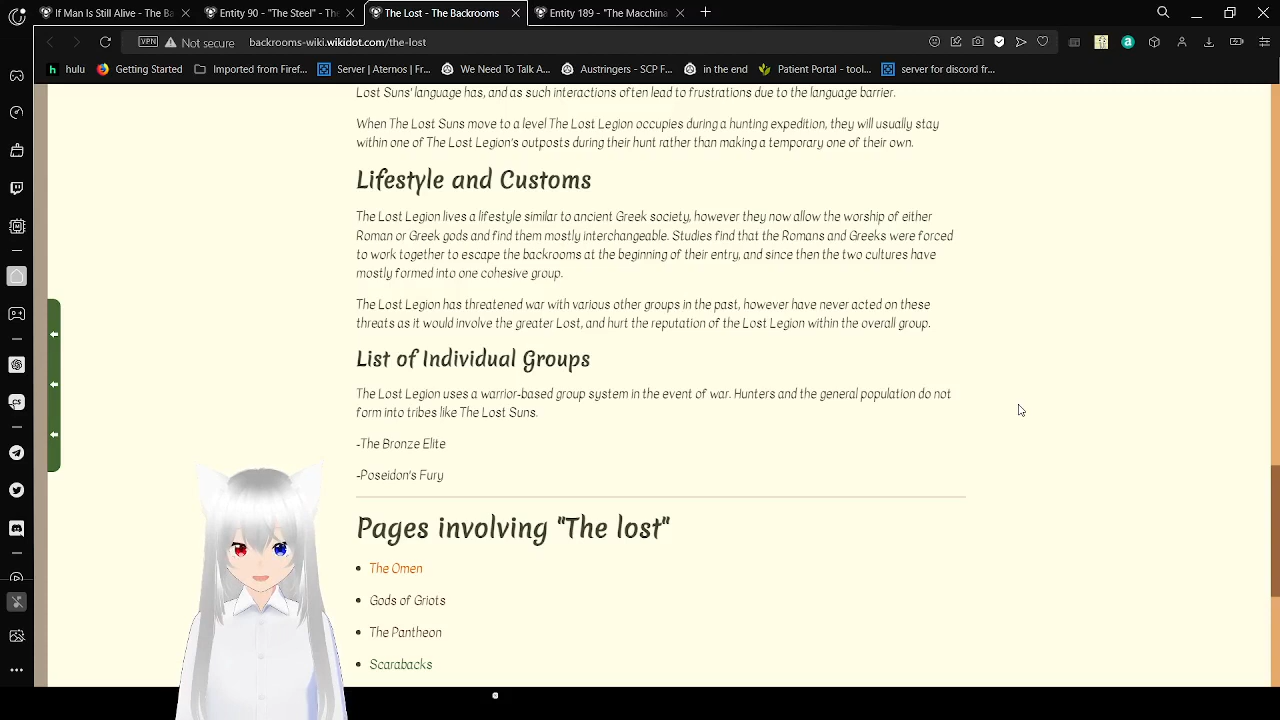 If Man Is Still Alive - The Ba
Entity 90 - "The Steel" - The
The Lost - The Backrooms
Entity 189 - "The Macchina
VPN
Not secure
backrooms-wiki.wikidot.com/the-lost
hulu
Getting Started
Imported from Firef...
Server | Aternos | Fr...
We Need To Talk A...
Austringers - SCP F...
in the end
Patient Portal - tool...
server for discord fr...
Lost Suns' language has, and as such interactions often lead to frustrations due to the language barrier.
When The Lost Suns move to a level The Lost Legion occupies during a hunting expedition, they will usually stay
within one of The Lost Legion's outposts during their hunt rather than making a temporary one of their own.
Lifestyle and Customs
The Lost Legion lives a lifestyle similar to ancient Greek society, however they now allow the worship of either
Roman or Greek gods and find them mostly interchangeable. Studies find that the Romans and Greeks were forced
to work together to escape the backrooms at the beginning of their entry, and since then the two cultures have
mostly formed into one cohesive group.
The Lost Legion has threatened war with various other groups in the past, however have never acted on these
threats as it would involve the greater Lost, and hurt the reputation of the Lost Legion within the overall group.
List of Individual Groups
The Lost Legion uses a warrior-based group system in the event of war. Hunters and the general population do not
form into tribes like The Lost Suns.
-The Bronze Elite
-Poseidon's Fury
Pages involving "The lost"
• The Omen
• Gods of Griots
• The Pantheon
• Scarabacks